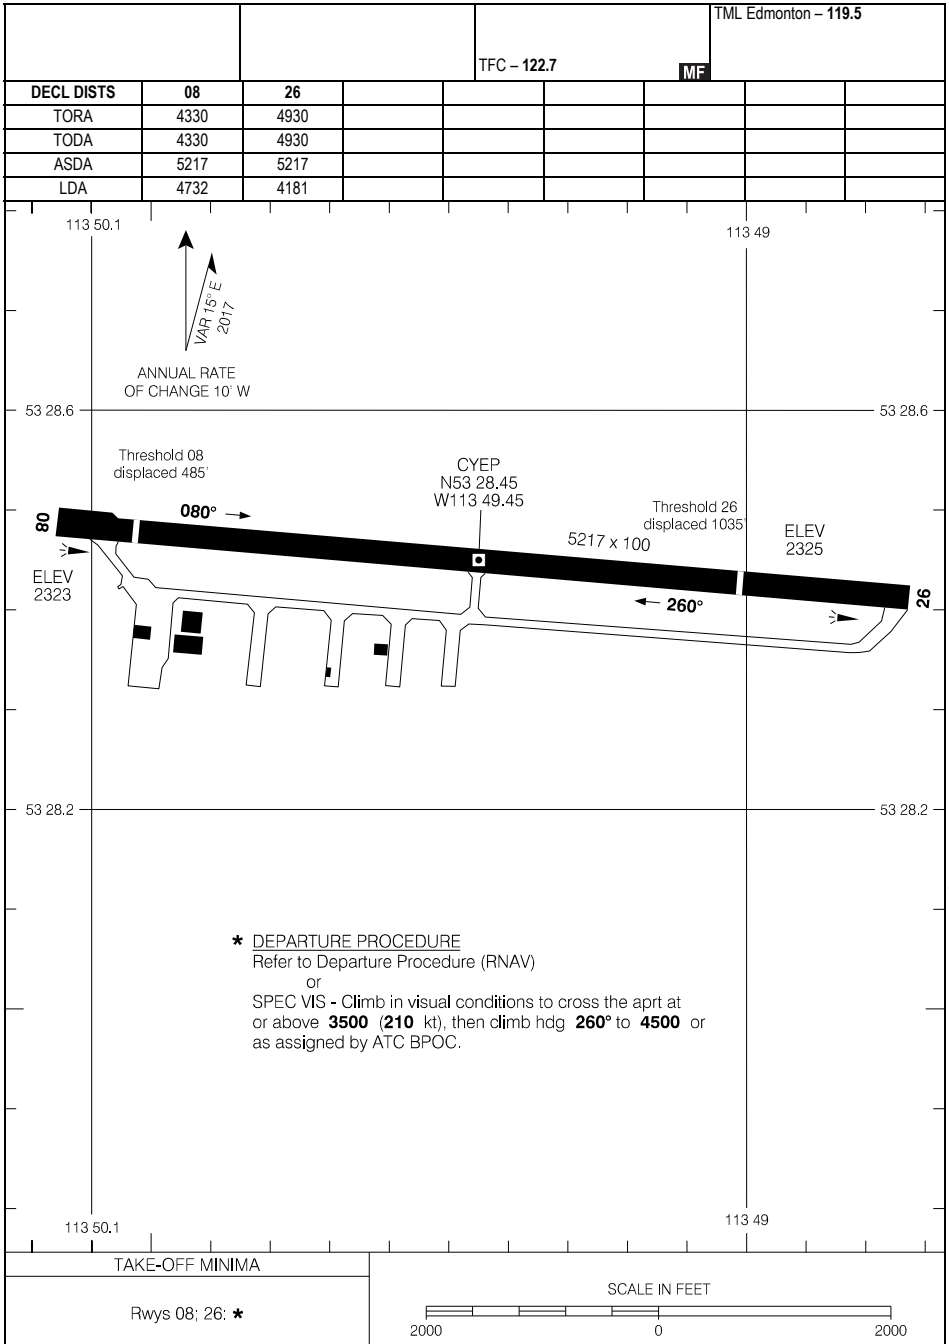 TML Edmonton – 119.5
TFC – 122.7
MF
DECL DISTS 08 26
TORA 4330 4930
TODA 4330 4930
ASDA 5217 5217
LDA 4732 4181
113 50.1
113 49
VAR 15° E
2017
ANNUAL RATE
OF CHANGE 10' W
53 28.6
53 28.6
Threshold 08
displaced 485'
CYEP
N53 28.45
W113 49.45
Threshold 26
displaced 1035'
08
080°
5217 x 100
ELEV
2325
ELEV
2323
260°
26
53 28.2
53 28.2
* DEPARTURE PROCEDURE
Refer to Departure Procedure (RNAV)
or
SPEC VIS - Climb in visual conditions to cross the aprt at
or above 3500 (210 kt), then climb hdg 260° to 4500 or
as assigned by ATC BPOC.
113 50.1
113 49
TAKE-OFF MINIMA
Rwys 08; 26: *
SCALE IN FEET
2000 0 2000